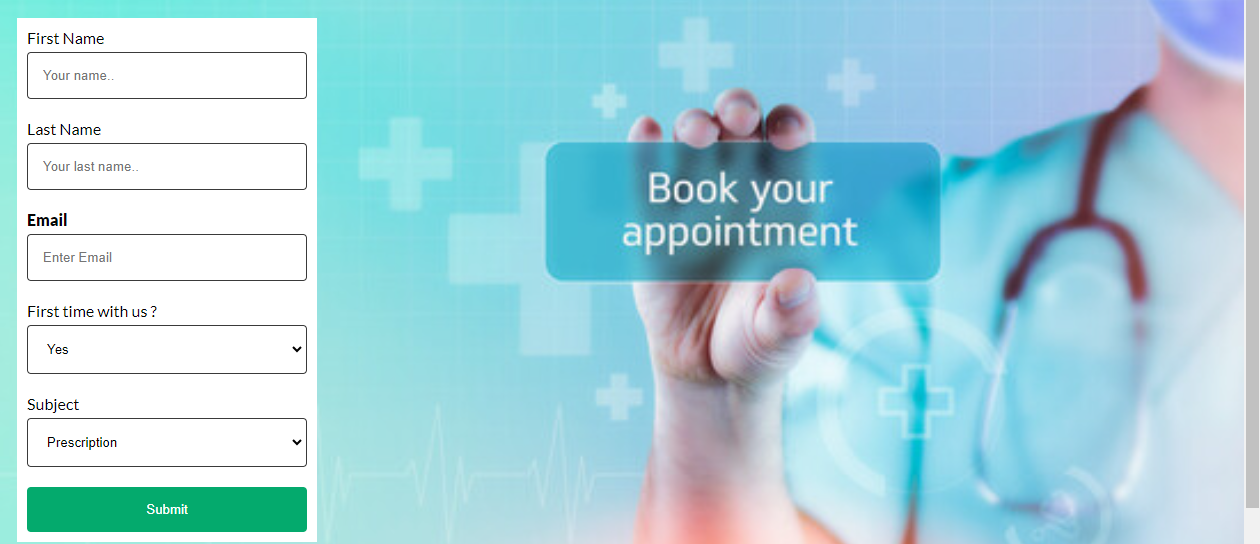 First Name
Your name..
Last Name
Your last name..
Email
Enter Email
First time with us ?
Yes
Subject
Prescription
Submit
Book your
appointment